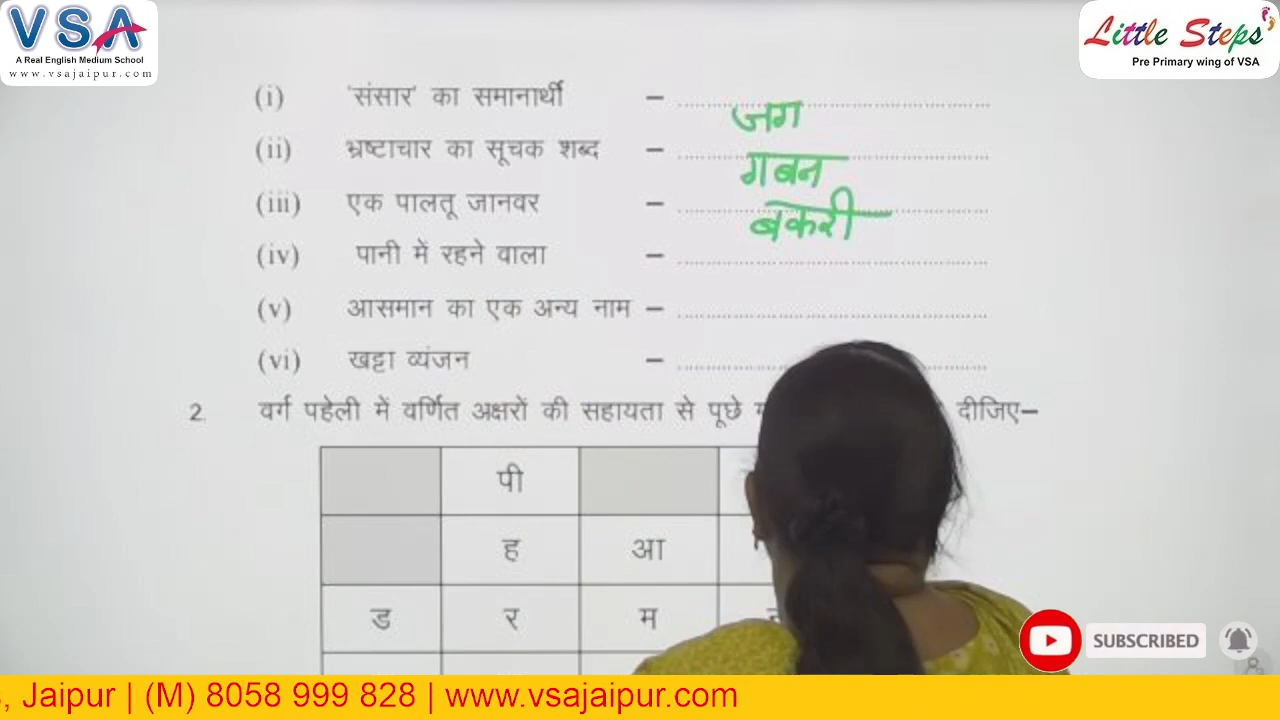 VSA
A Real English Medium School
www.vsajaipur.com
Little Steps
Pre Primary wing of VSA
(i) 'संसार' का समानार्थी – जग
(ii) भ्रष्टाचार का सूचक शब्द – गबन
(iii) एक पालतू जानवर – बकरी
(iv) पानी में रहने वाला –
(v) आसमान का एक अन्य नाम –
(vi) खट्टा व्यंजन –
2. वर्ग पहेली में वर्णित अक्षरों की सहायता से पूछे दीजिए–
पी
ह आ
ड र म
SUBSCRIBED
, Jaipur | (M) 8058 999 828 | www.vsajaipur.com